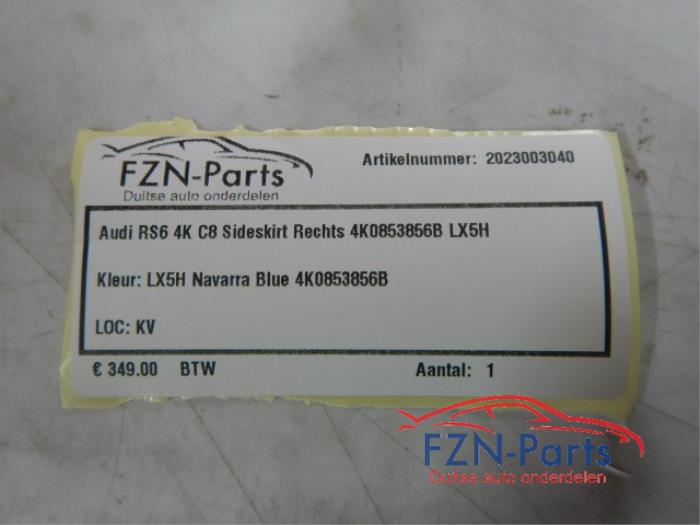 FZN-Parts
Duitse auto onderdelen
Artikelnummer: 2023003040
Audi RS6 4K C8 Sideskirt Rechts 4K0853856B LX5H
Kleur: LX5H Navarra Blue 4K0853856B
LOC: KV
€ 349.00 BTW
Aantal: 1
FZN-Parts
Duitse auto onderdelen